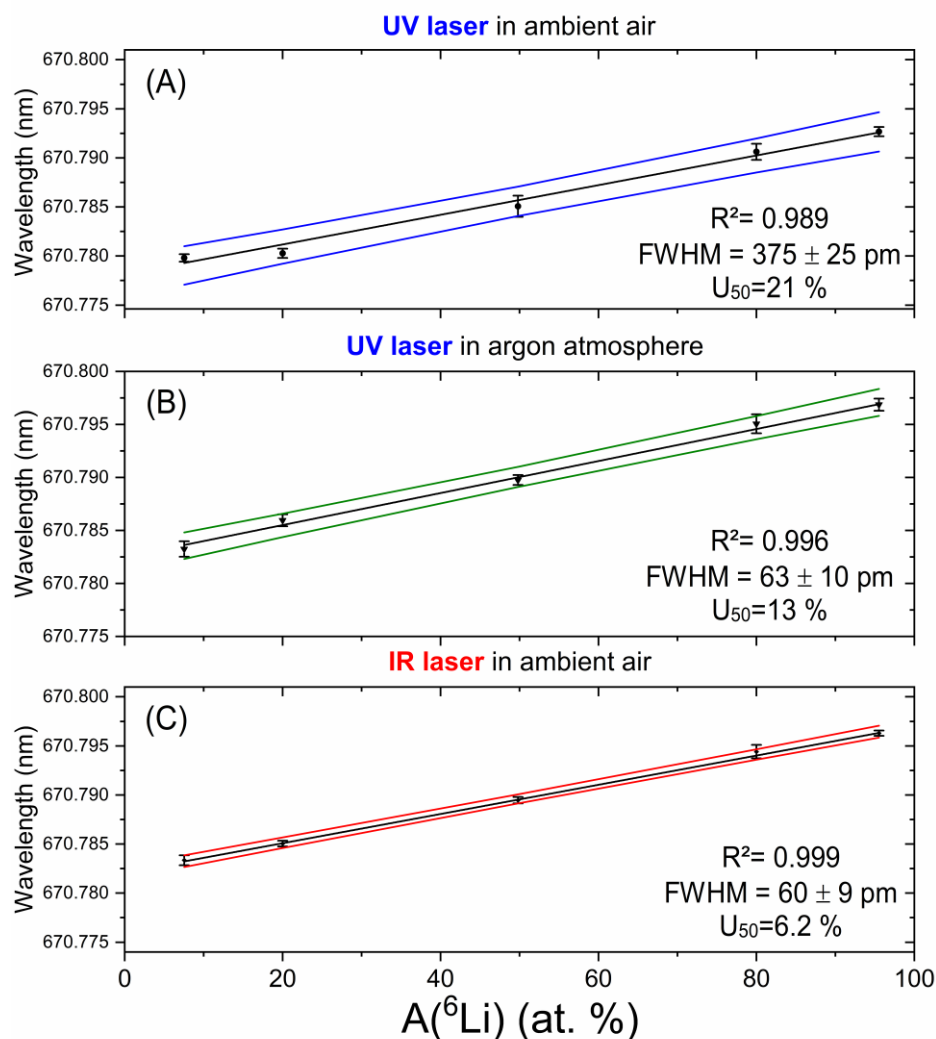 UV laser in ambient air
(A)
Wavelength (nm)
670.800
670.795
670.790
670.785
670.780
670.775
R²= 0.989
FWHM = 375 ± 25 pm
U₅₀=21 %
UV laser in argon atmosphere
(B)
Wavelength (nm)
670.800
670.795
670.790
670.785
670.780
670.775
R²= 0.996
FWHM = 63 ± 10 pm
U₅₀=13 %
IR laser in ambient air
(C)
Wavelength (nm)
670.800
670.795
670.790
670.785
670.780
670.775
R²= 0.999
FWHM = 60 ± 9 pm
U₅₀=6.2 %
0 20 40 60 80 100
A(⁶Li) (at. %)